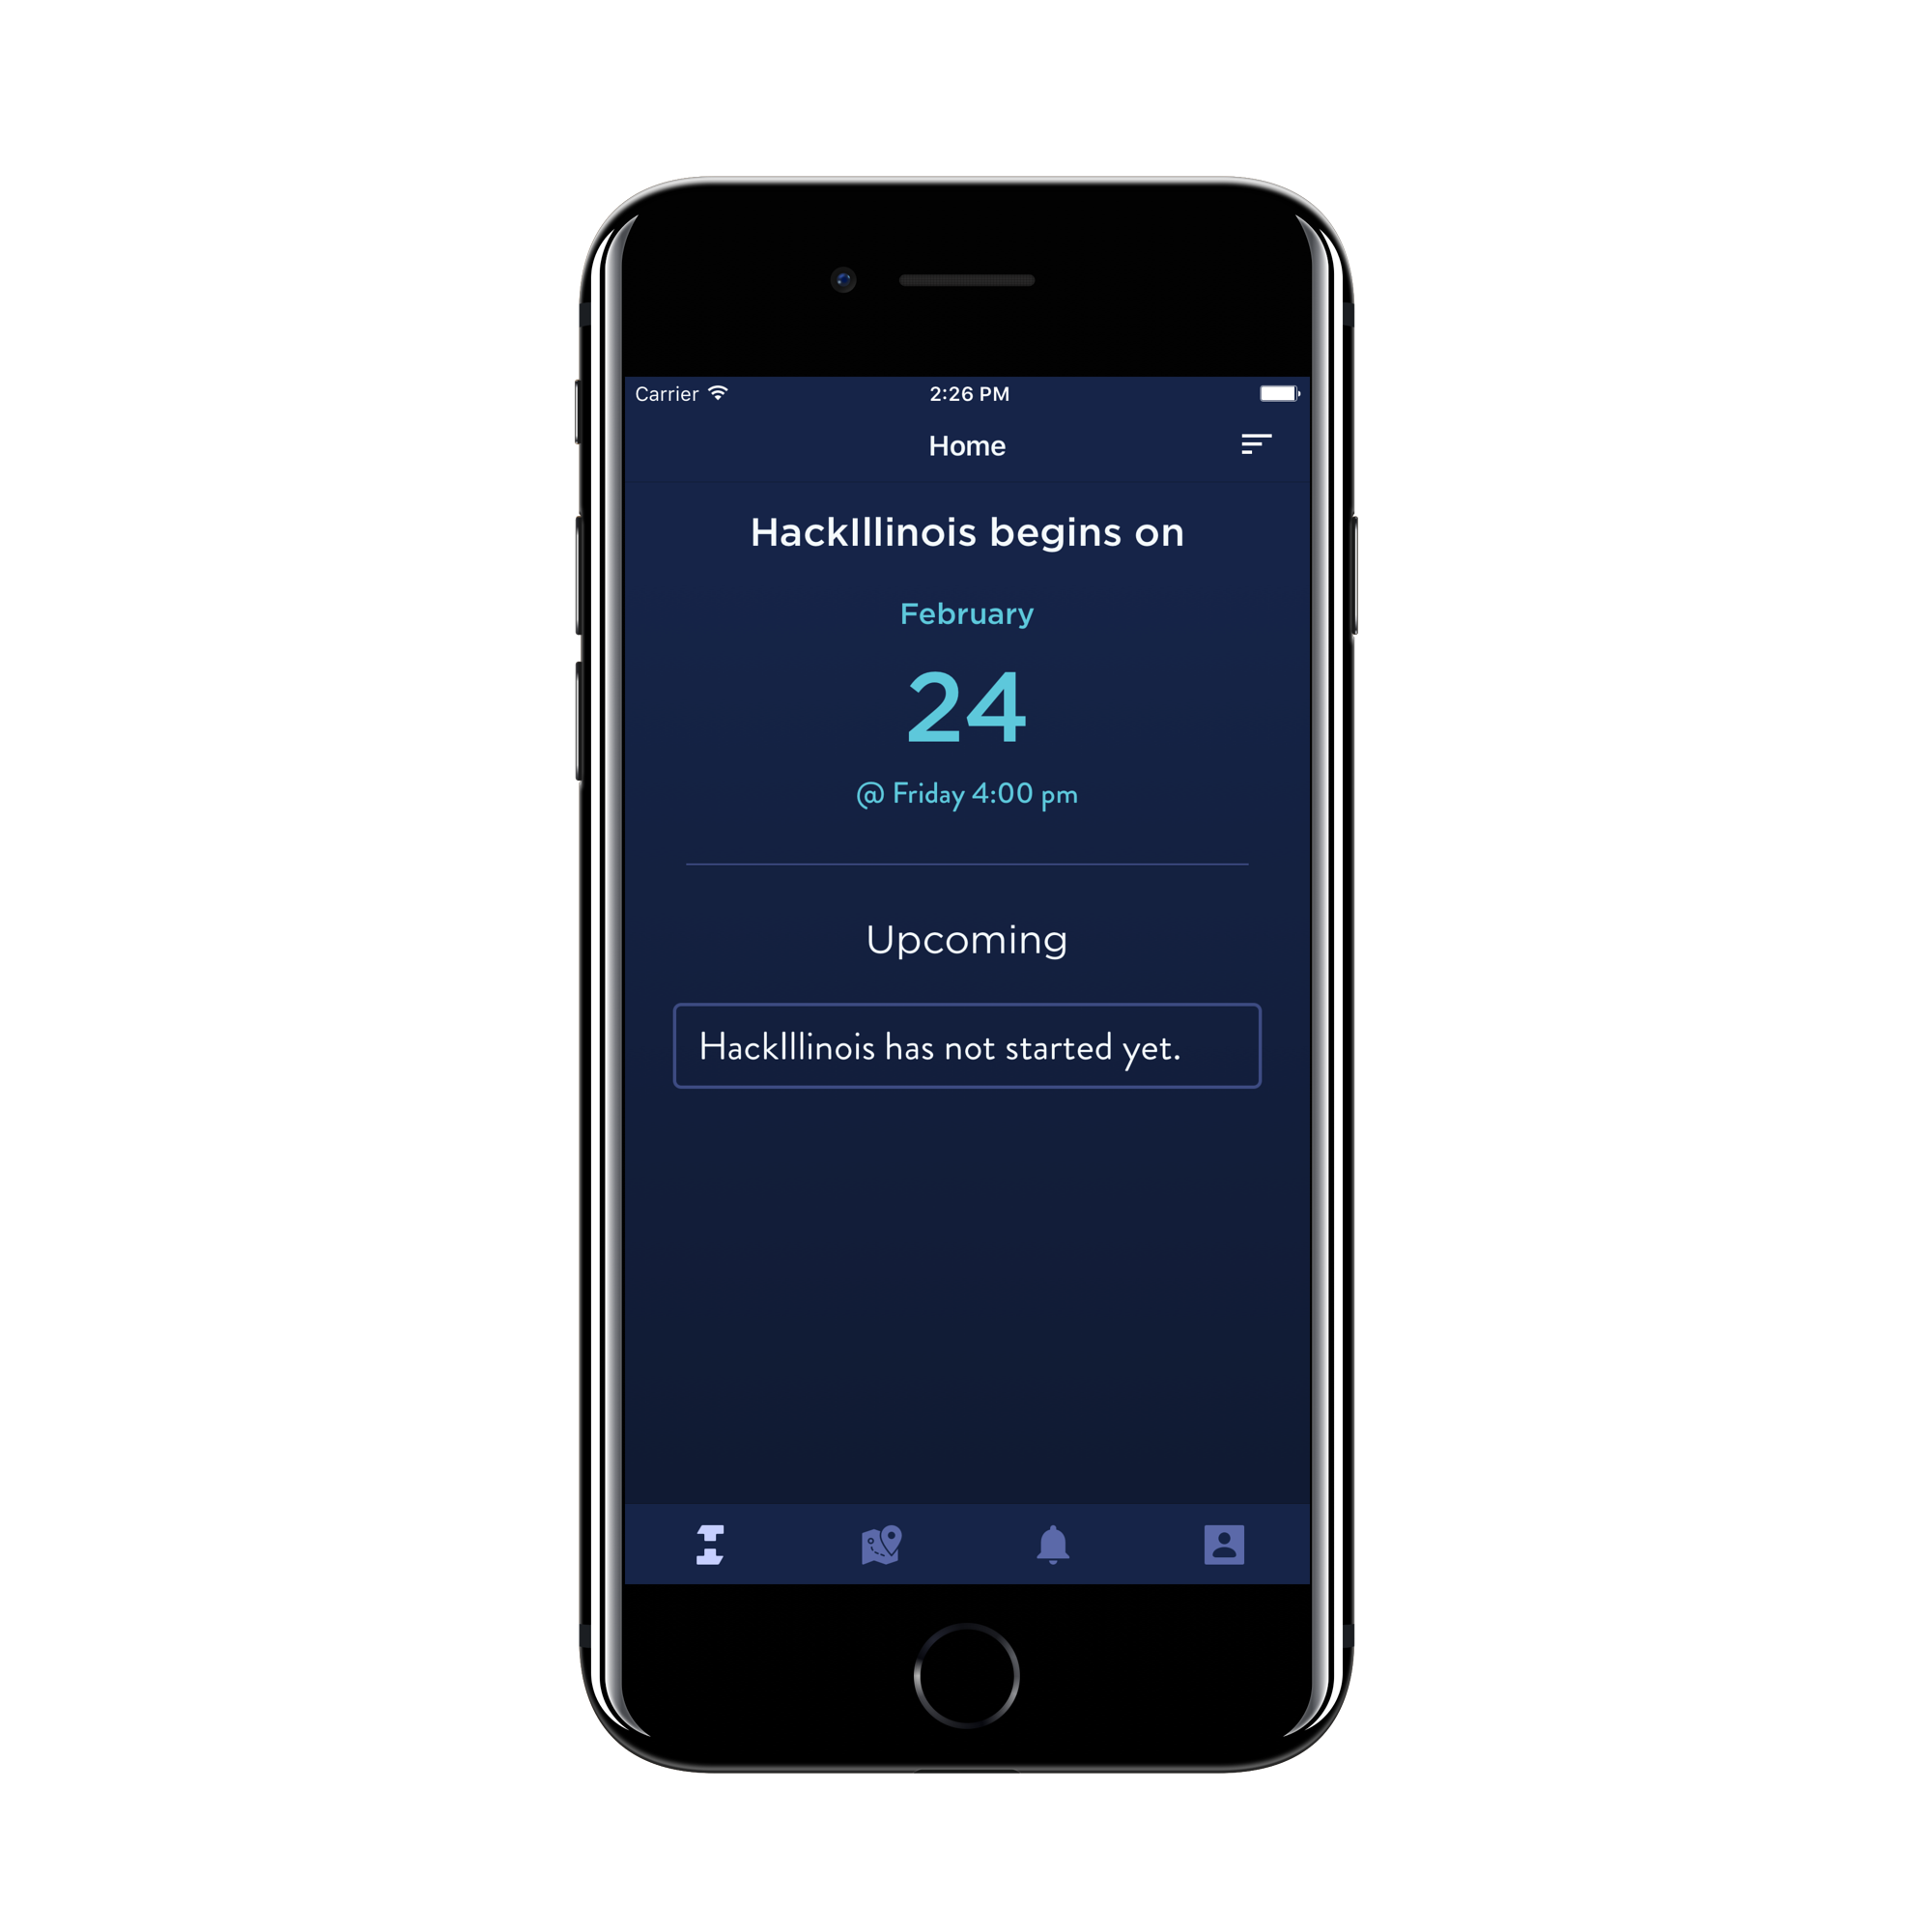 Carrier
2:26 PM
Home
HackIllinois begins on
February
24
@ Friday 4:00 pm
Upcoming
HackIllinois has not started yet.